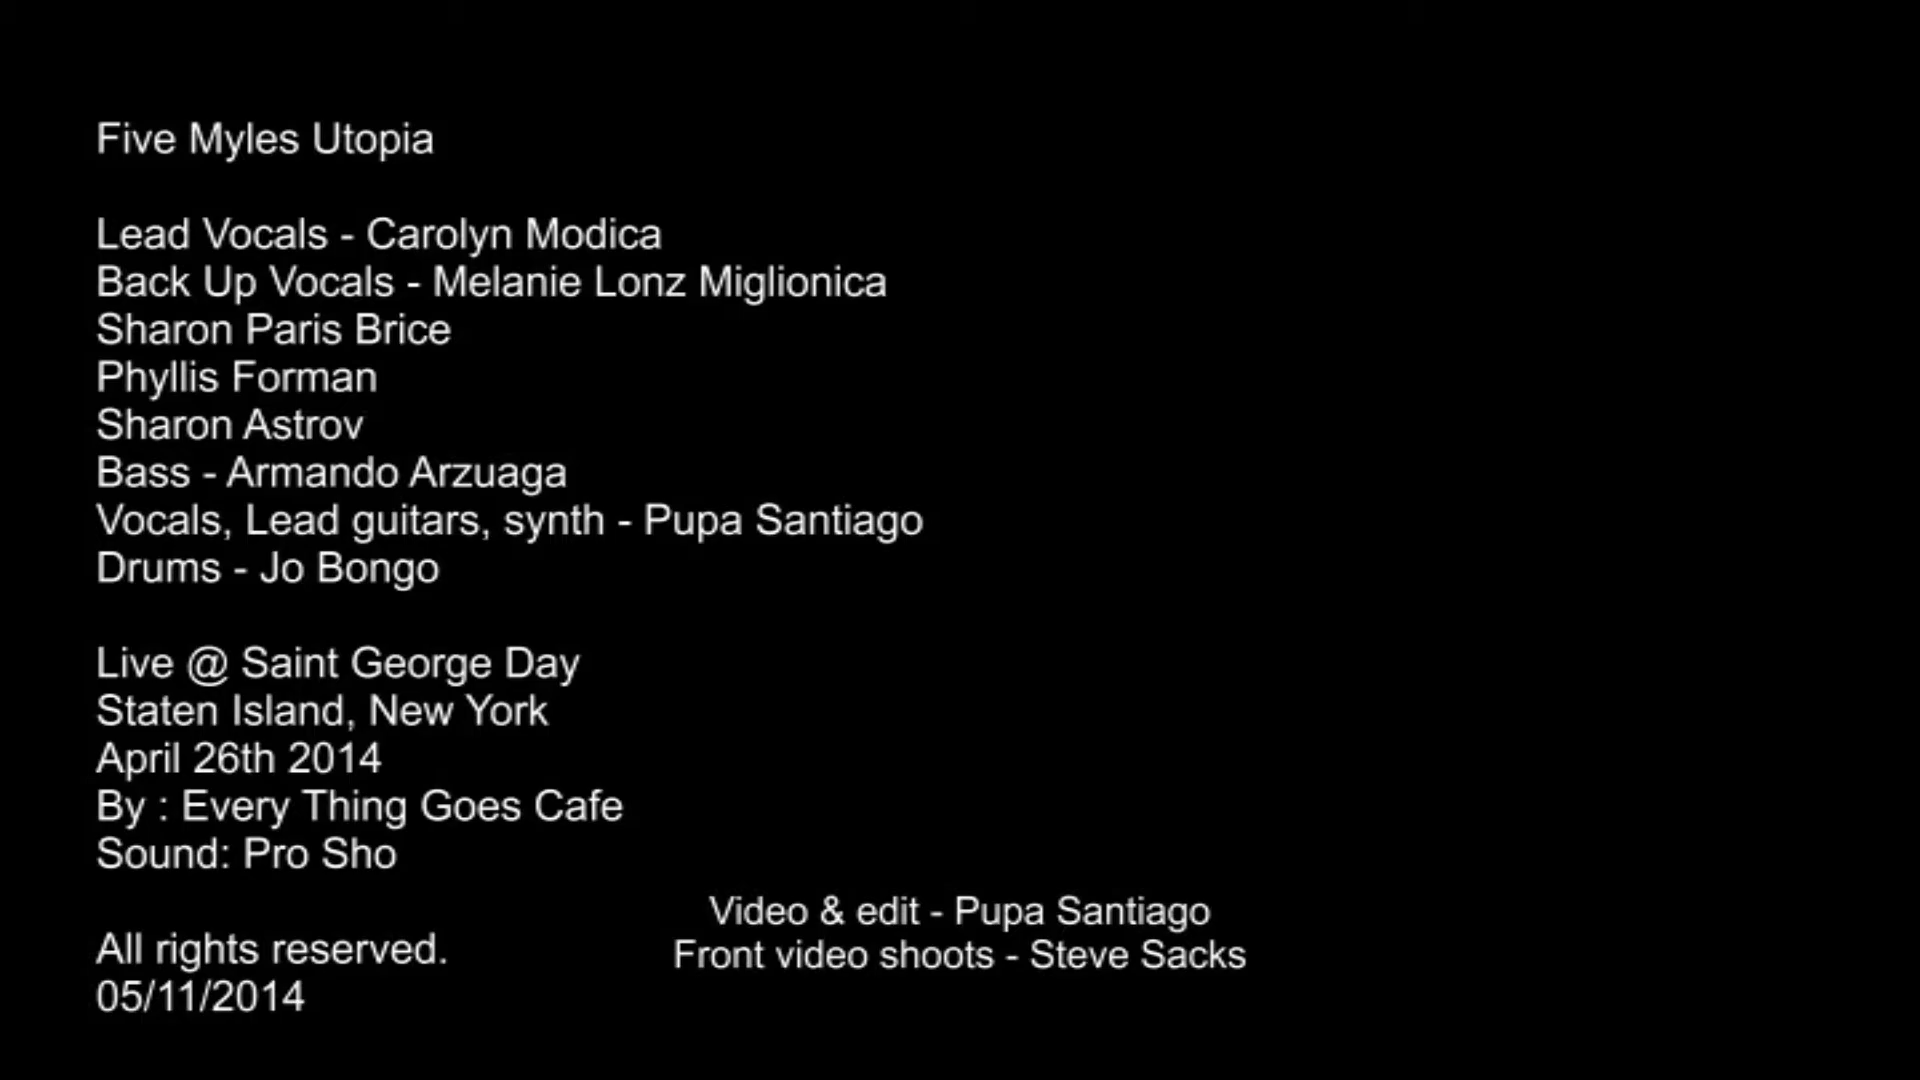 Five Myles Utopia
Lead Vocals - Carolyn Modica
Back Up Vocals - Melanie Lonz Miglionica
Sharon Paris Brice
Phyllis Forman
Sharon Astrov
Bass - Armando Arzuaga
Vocals, Lead guitars, synth - Pupa Santiago
Drums - Jo Bongo
Live @ Saint George Day
Staten Island, New York
April 26th 2014
By : Every Thing Goes Cafe
Sound: Pro Sho
All rights reserved.
05/11/2014
Video & edit - Pupa Santiago
Front video shoots - Steve Sacks